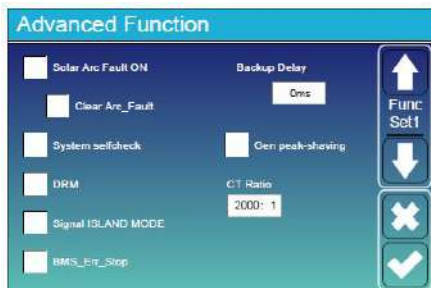 Advanced Function
Solar Arc Fault ON
Backup Delay
0ms
Clear Arc_Fault
System selfcheck
Gen peak-shaving
DRM
CT Ratio
2000: 1
Signal ISLAND MODE
BMS_Err_Stop
Func
Set1